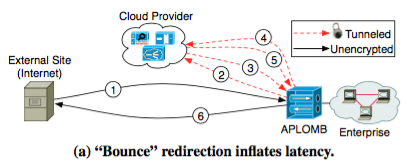 Cloud Provider
Tunneled
Unencrypted
External Site
(Internet)
4
5
3
2
1
6
APLOMB
Enterprise
(a) “Bounce” redirection inflates latency.